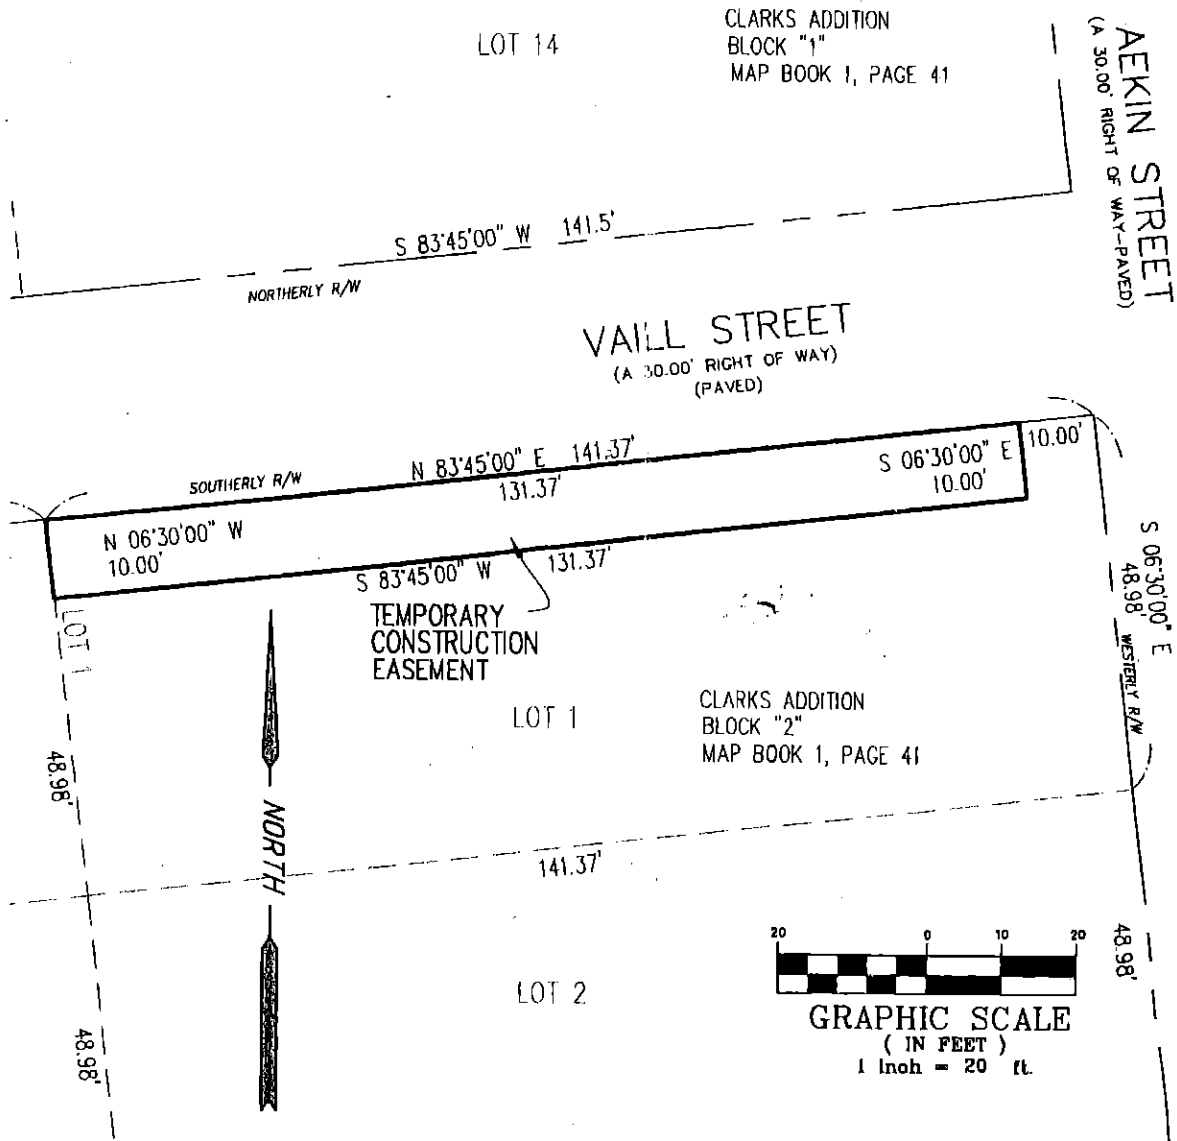 LOT 14
CLARKS ADDITION
BLOCK "1"
MAP BOOK 1, PAGE 41
AEKIN STREET
(A 30.00' RIGHT OF WAY-PAVED)
S 83°45'00" W 141.5'
NORTHERLY R/W
VAILL STREET
(A 30.00' RIGHT OF WAY)
(PAVED)
SOUTHERLY R/W
N 83°45'00" E 141.37'
131.37'
S 06°30'00" E
10.00'
10.00'
N 06°30'00" W
10.00'
S 83°45'00" W 131.37'
TEMPORARY
CONSTRUCTION
EASEMENT
LOT 1
S 06°30'00" E
48.98'
WESTERLY R/W
LOT 1
CLARKS ADDITION
BLOCK "2"
MAP BOOK 1, PAGE 41
48.98'
NORTH
141.37'
48.98'
LOT 2
48.98'
20 0 10 20
GRAPHIC SCALE
( IN FEET )
1 inch = 20 ft.